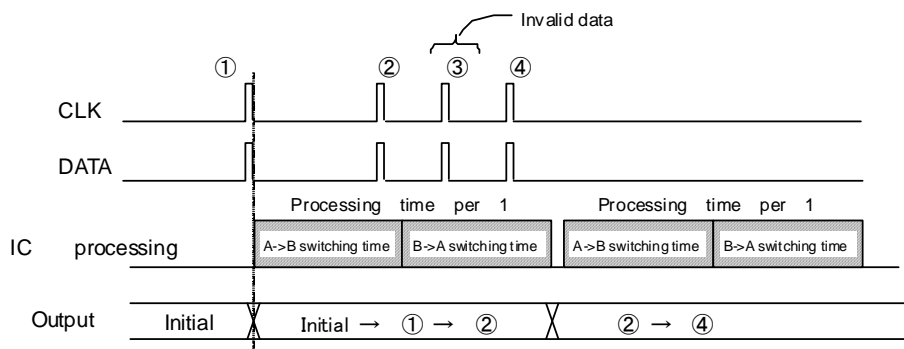 Invalid data
① ② ③ ④
CLK
DATA
Processing time per 1 Processing time per 1
IC processing A->B switching time B->A switching time A->B switching time B->A switching time
Output Initial Initial → ① → ② ② → ④